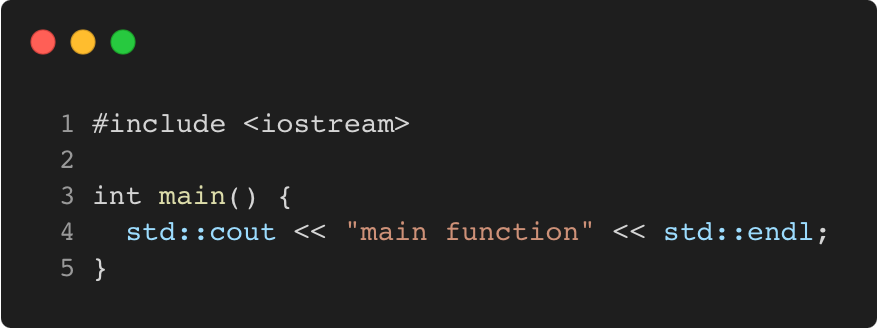 1 #include <iostream>
2
3 int main() {
4   std::cout << "main function" << std::endl;
5 }